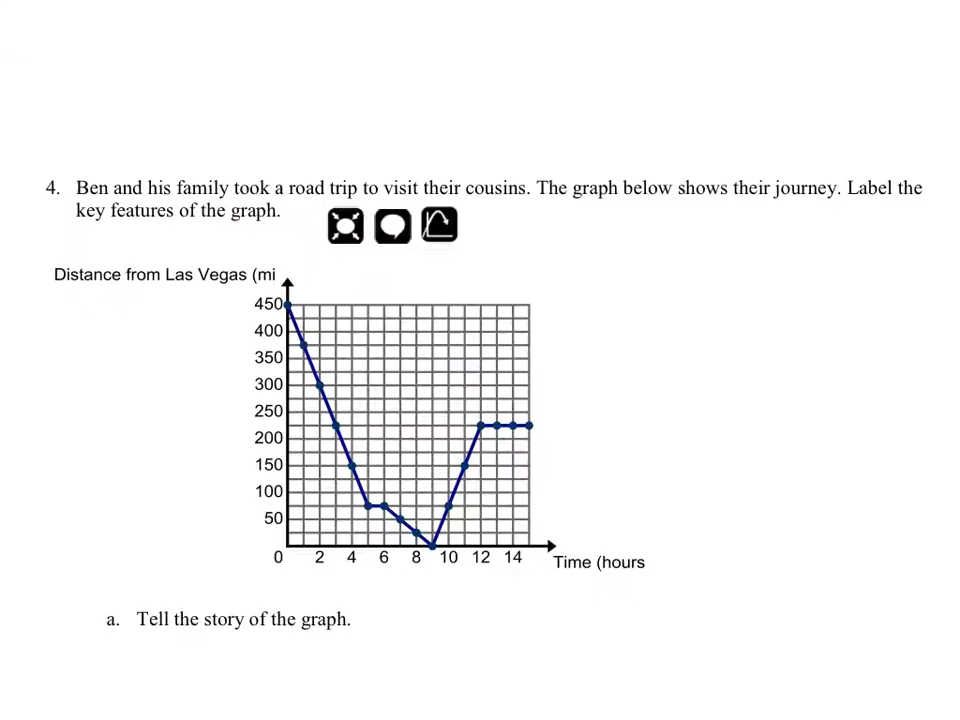 4. Ben and his family took a road trip to visit their cousins. The graph below shows their journey. Label the
key features of the graph.
Distance from Las Vegas (mi
450
400
350
300
250
200
150
100
50
0 2 4 6 8 10 12 14
Time (hours
a. Tell the story of the graph.